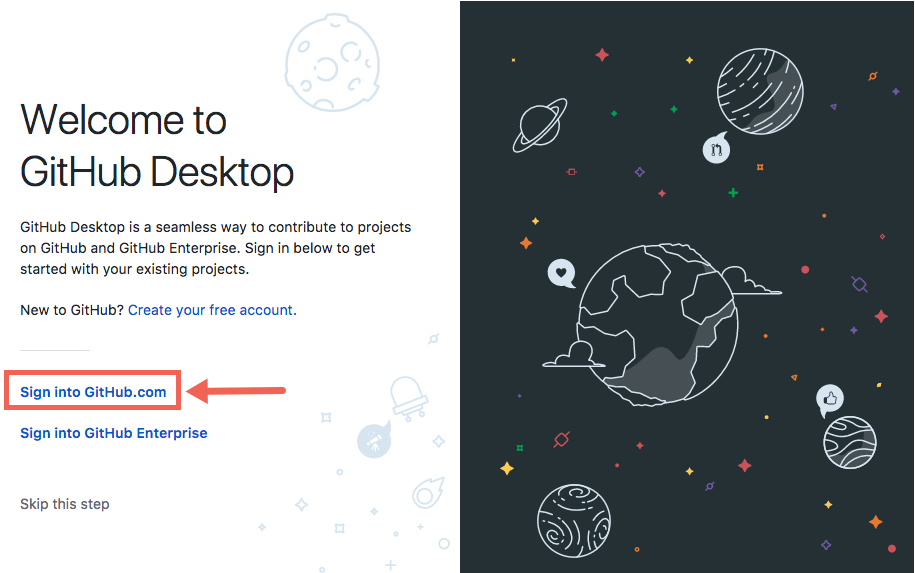 Welcome to
GitHub Desktop
GitHub Desktop is a seamless way to contribute to projects
on GitHub and GitHub Enterprise. Sign in below to get
started with your existing projects.
New to GitHub? Create your free account.
Sign into GitHub.com
Sign into GitHub Enterprise
Skip this step